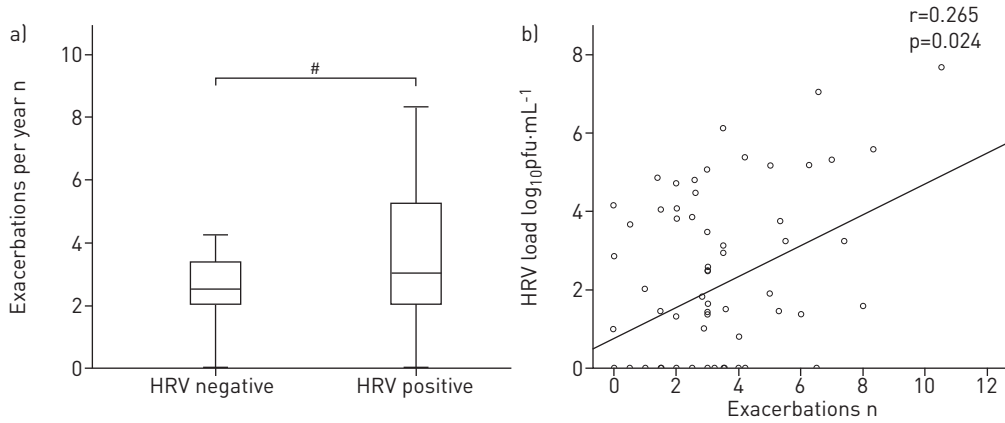 a)
Exacerbations per year n
10
8
6
4
2
0
#
HRV negative
HRV positive
b)
r=0.265
p=0.024
HRV load log₁₀pfu·mL⁻¹
8
6
4
2
0
0 2 4 6 8 10 12
Exacerbations n